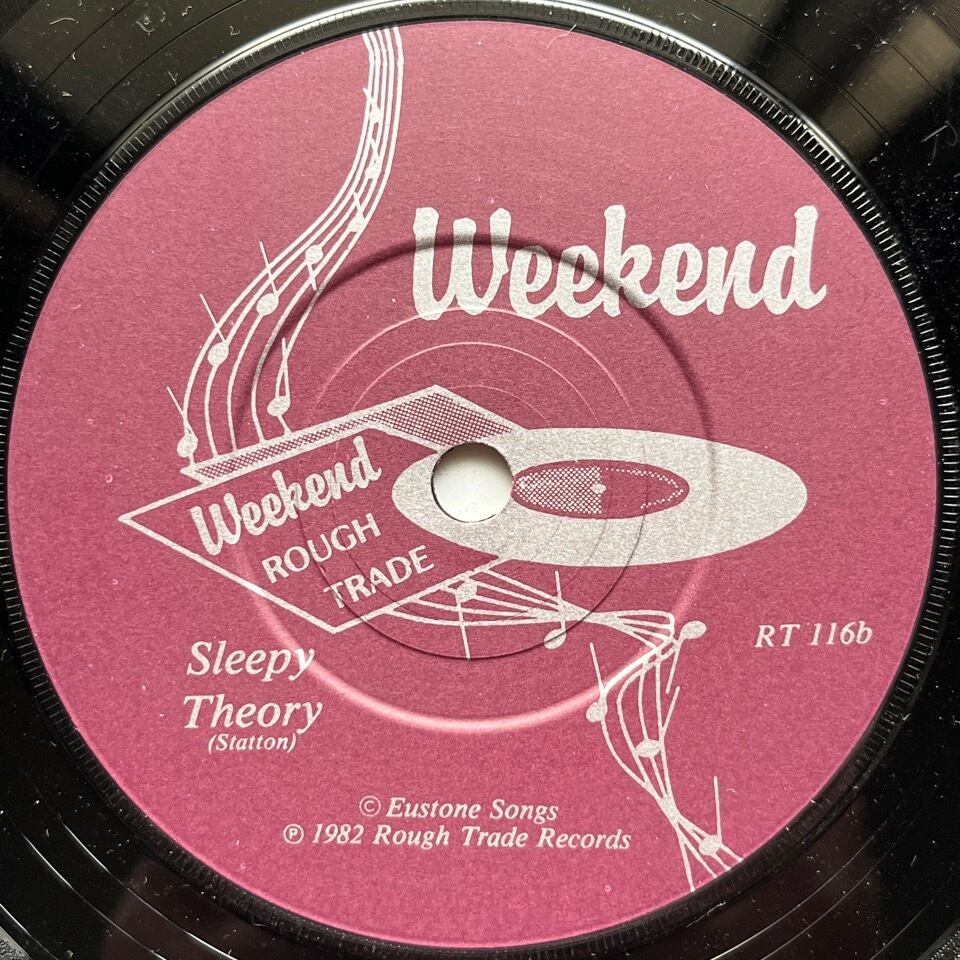 Weekend
Weekend
ROUGH
TRADE
RT 116b
Sleepy
Theory
(Statton)
© Eustone Songs
℗ 1982 Rough Trade Records